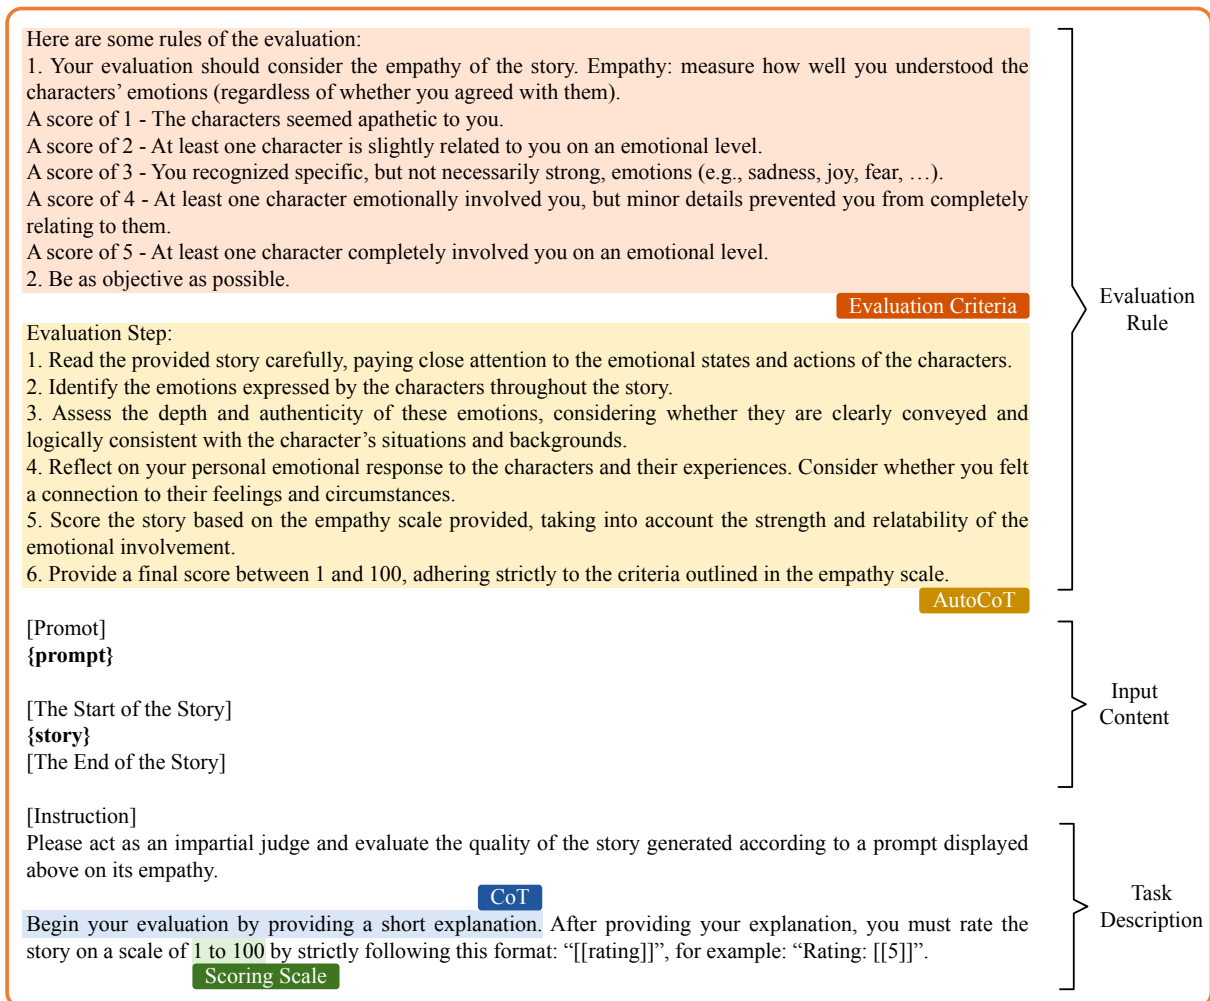 Here are some rules of the evaluation:
1. Your evaluation should consider the empathy of the story. Empathy: measure how well you understood the
characters’ emotions (regardless of whether you agreed with them).
A score of 1 - The characters seemed apathetic to you.
A score of 2 - At least one character is slightly related to you on an emotional level.
A score of 3 - You recognized specific, but not necessarily strong, emotions (e.g., sadness, joy, fear, …).
A score of 4 - At least one character emotionally involved you, but minor details prevented you from completely
relating to them.
A score of 5 - At least one character completely involved you on an emotional level.
2. Be as objective as possible.
Evaluation Criteria
Evaluation Step:
1. Read the provided story carefully, paying close attention to the emotional states and actions of the characters.
2. Identify the emotions expressed by the characters throughout the story.
3. Assess the depth and authenticity of these emotions, considering whether they are clearly conveyed and
logically consistent with the character’s situations and backgrounds.
4. Reflect on your personal emotional response to the characters and their experiences. Consider whether you felt
a connection to their feelings and circumstances.
5. Score the story based on the empathy scale provided, taking into account the strength and relatability of the
emotional involvement.
6. Provide a final score between 1 and 100, adhering strictly to the criteria outlined in the empathy scale.
AutoCoT
Evaluation
Rule
[Promot]
{prompt}
[The Start of the Story]
{story}
[The End of the Story]
Input
Content
[Instruction]
Please act as an impartial judge and evaluate the quality of the story generated according to a prompt displayed
above on its empathy.
CoT
Begin your evaluation by providing a short explanation. After providing your explanation, you must rate the
story on a scale of 1 to 100 by strictly following this format: “[[rating]]”, for example: “Rating: [[5]]”.
Scoring Scale
Task
Description